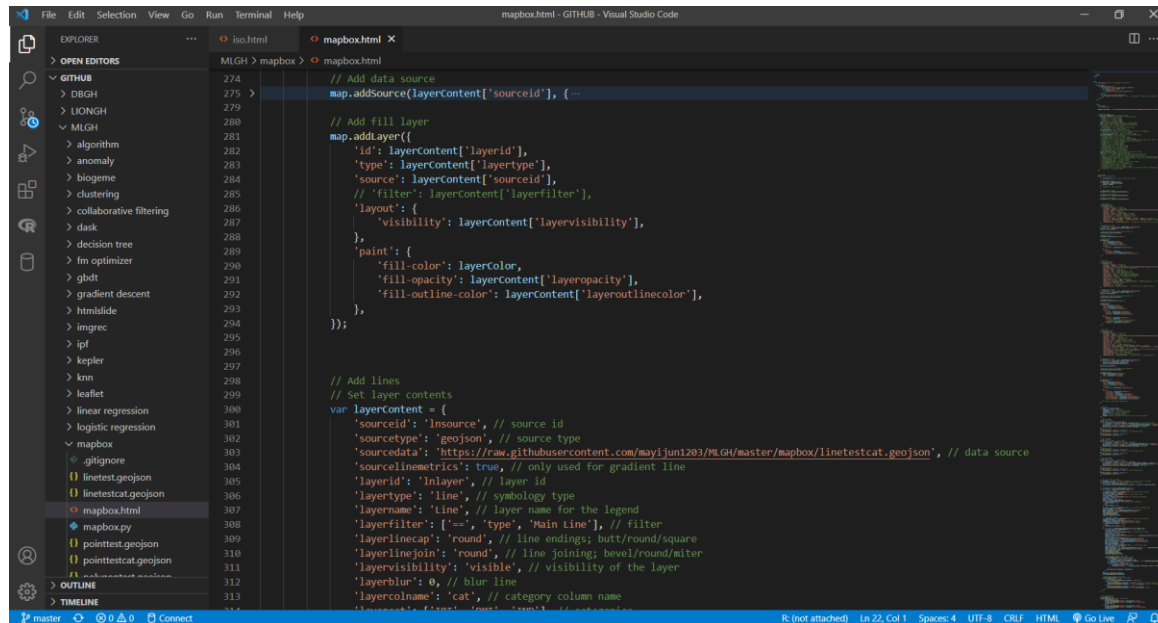 File Edit Selection View Go Run Terminal Help
mapbox.html - GITHUB - Visual Studio Code
EXPLORER
OPEN EDITORS
GITHUB
DBGH
LIONGH
MLGH
algorithm
anomaly
biogeme
clustering
collaborative filtering
dask
decision tree
fm optimizer
gbdt
gradient descent
htmlslide
imgrec
ipf
kepler
knn
leaflet
linear regression
logistic regression
mapbox
.gitignore
linetest.geojson
linetestcat.geojson
mapbox.html
mapbox.py
pointtest.geojson
pointtestcat.geojson
OUTLINE
TIMELINE
iso.html
mapbox.html
MLGH > mapbox > mapbox.html
274 // Add data source
275 map.addSource(layerContent['sourceid'], {…
279
280 // Add fill layer
281 map.addLayer({
282 'id': layerContent['layerid'],
283 'type': layerContent['layertype'],
284 'source': layerContent['sourceid'],
285 // 'filter': layerContent['layerfilter'],
286 'layout': {
287 'visibility': layerContent['layervisibility'],
288 },
289 'paint': {
290 'fill-color': layerColor,
291 'fill-opacity': layerContent['layeropacity'],
292 'fill-outline-color': layerContent['layeroutlinecolor'],
293 },
294 });
295
296
297
298 // Add lines
299 // Set layer contents
300 var layerContent = {
301 'sourceid': 'lnsource', // source id
302 'sourcetype': 'geojson', // source type
303 'sourcedata': 'https://raw.githubusercontent.com/mayijun1203/MLGH/master/mapbox/linetestcat.geojson', // data source
304 'sourcelinemetrics': true, // only used for gradient line
305 'layerid': 'lnlayer', // layer id
306 'layertype': 'line', // symbology type
307 'layername': 'Line', // layer name for the legend
308 'layerfilter': ['==', 'type', 'Main Line'], // filter
309 'layerlinecap': 'round', // line endings; butt/round/square
310 'layerlinejoin': 'round', // line joining; bevel/round/miter
311 'layervisibility': 'visible', // visibility of the layer
312 'layerblur': 0, // blur line
313 'layercolname': 'cat', // category column name
master 0 0 Connect
R: (not attached) Ln 22, Col 1 Spaces: 4 UTF-8 CRLF HTML Go Live